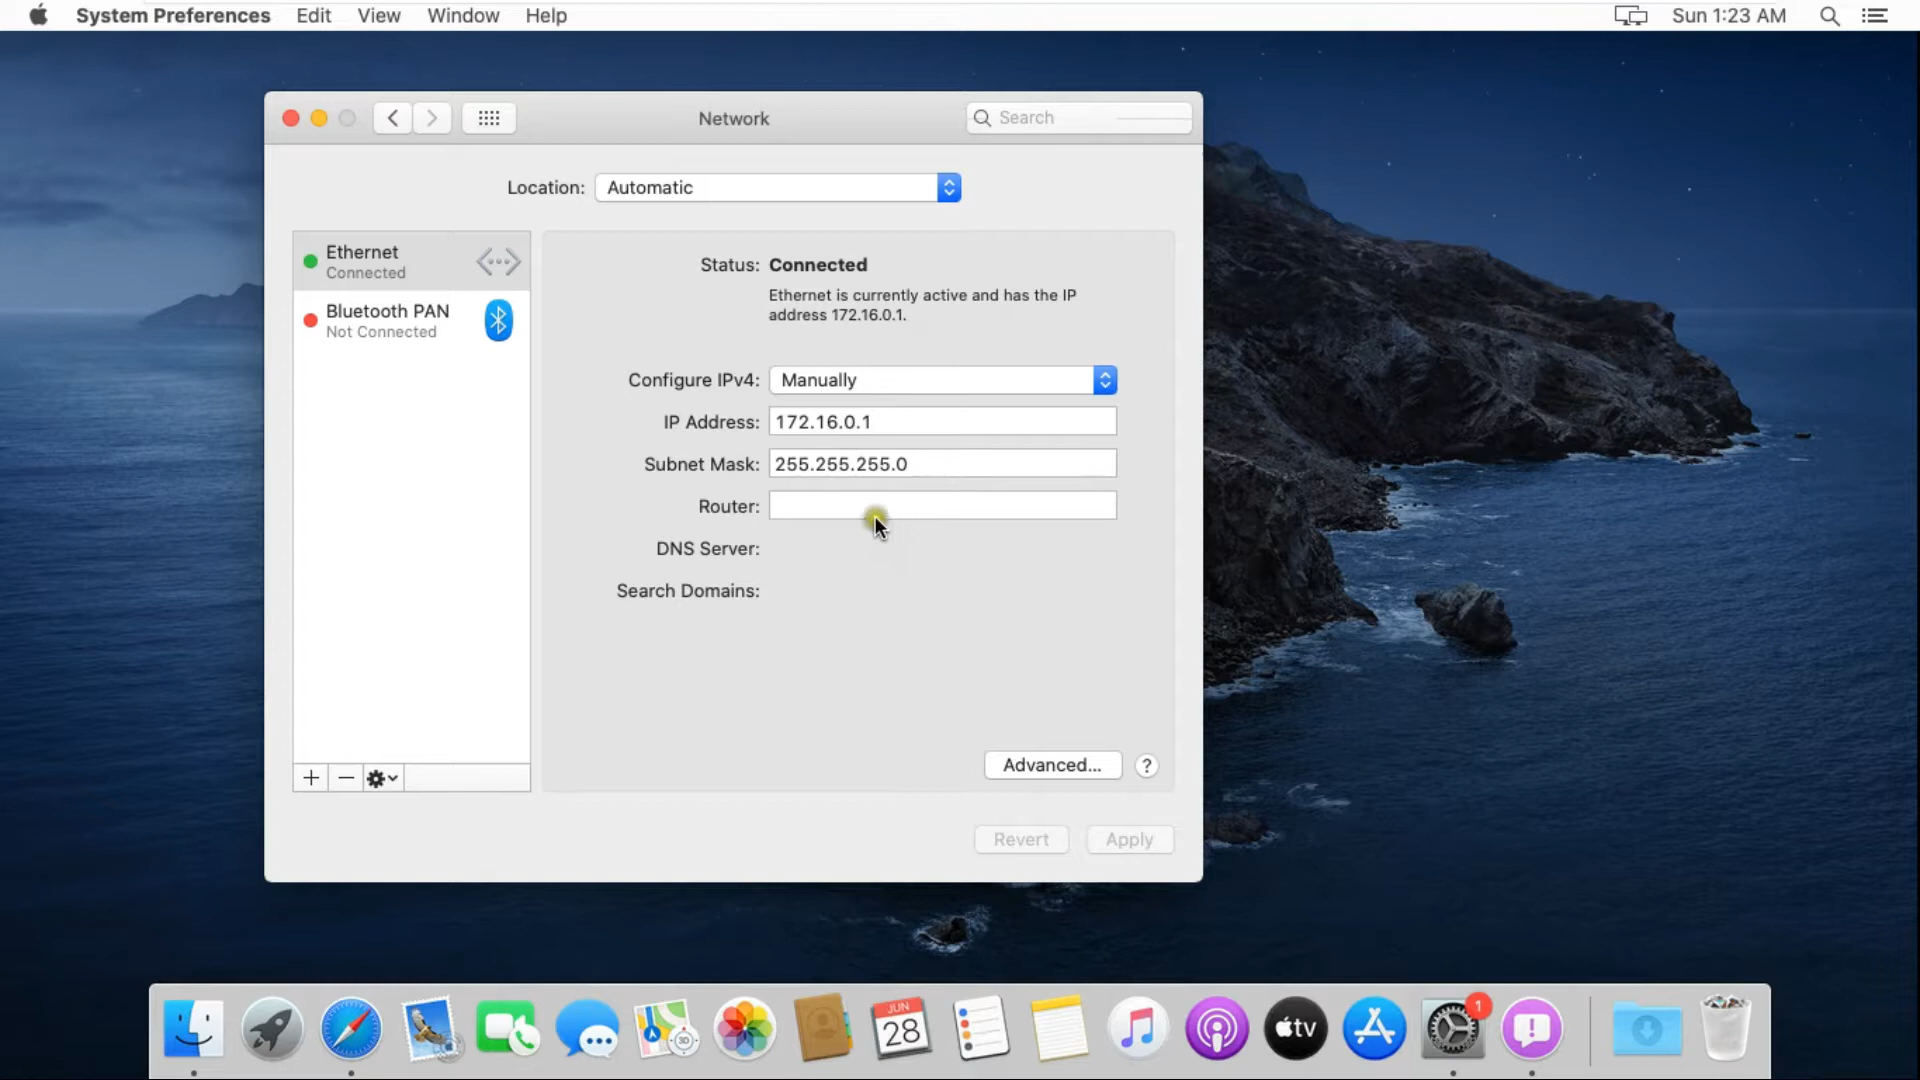 System Preferences Edit View Window Help Sun 1:23 AM
Network
Search
Location: Automatic
Ethernet
Connected
Bluetooth PAN
Not Connected
Status: Connected
Ethernet is currently active and has the IP
address 172.16.0.1.
Configure IPv4: Manually
IP Address: 172.16.0.1
Subnet Mask: 255.255.255.0
Router:
DNS Server:
Search Domains:
Advanced... ?
Revert Apply
JUN
28
tv
1